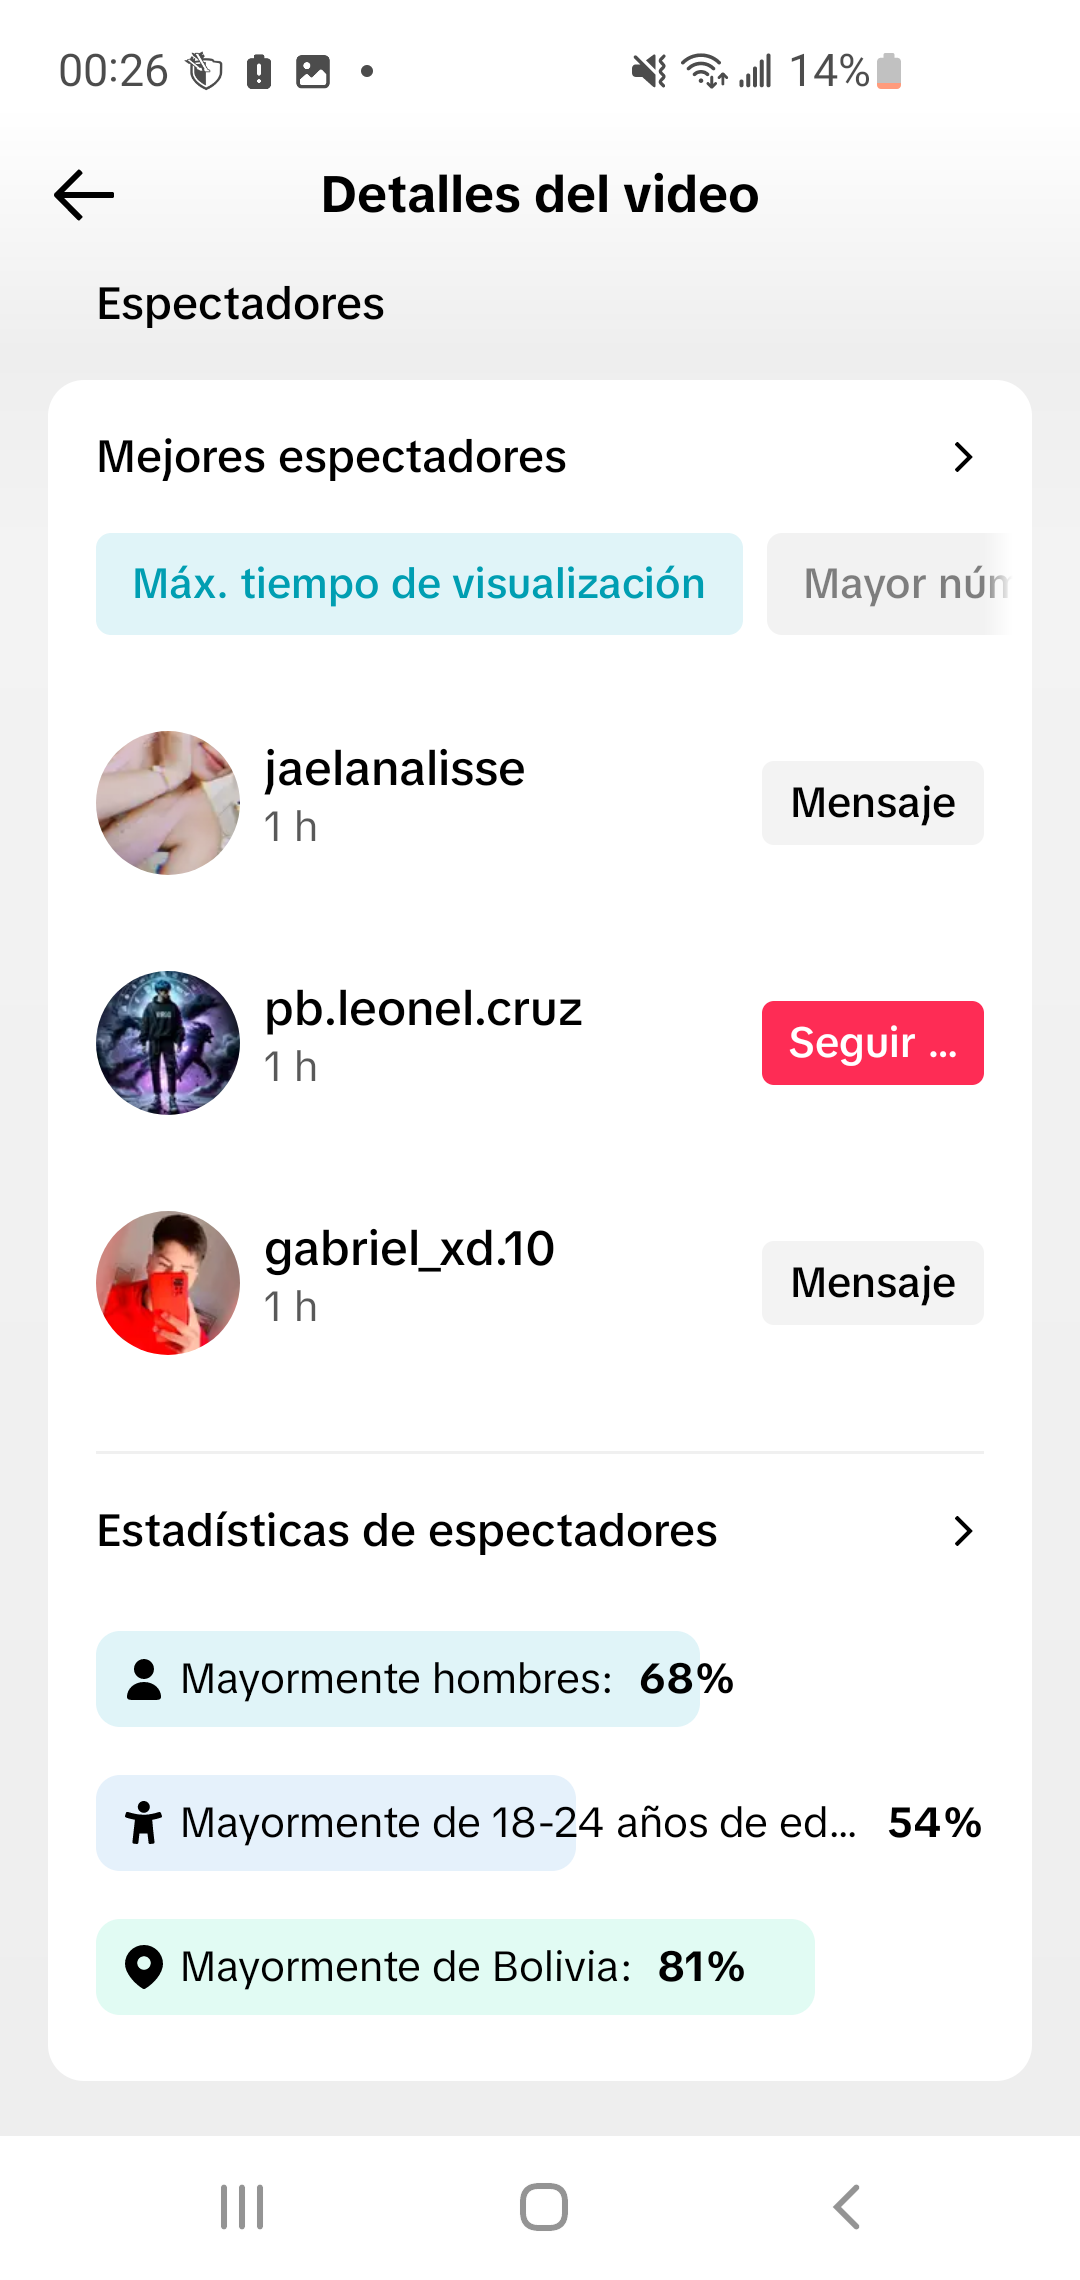 00:26
14%
Detalles del video
Espectadores
Mejores espectadores
Máx. tiempo de visualización
Mayor núm
jaelanalisse
1 h
Mensaje
pb.leonel.cruz
1 h
Seguir ...
gabriel_xd.10
1 h
Mensaje
Estadísticas de espectadores
Mayormente hombres: 68%
Mayormente de 18-24 años de ed... 54%
Mayormente de Bolivia: 81%